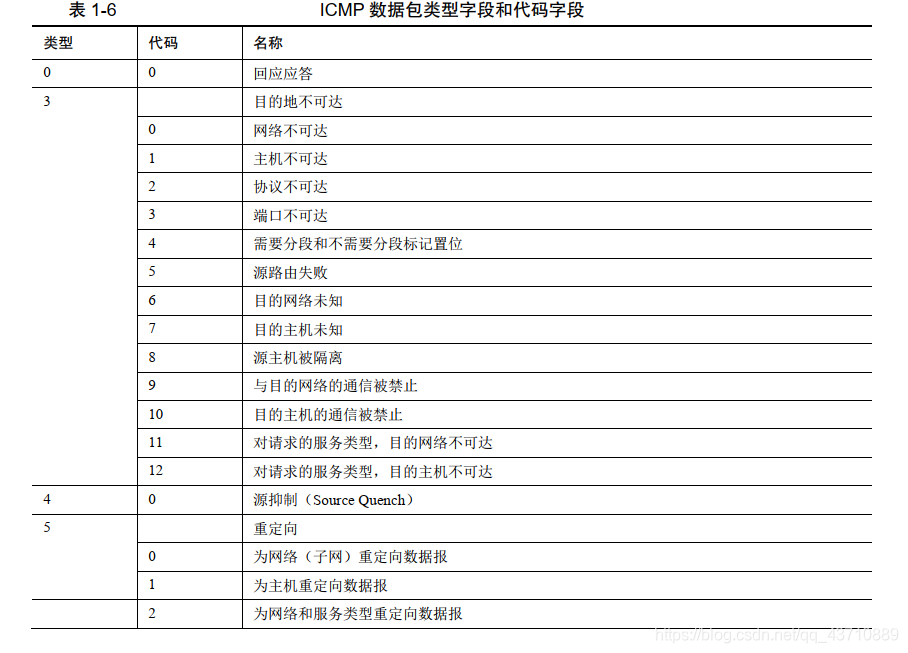 表 1-6 ICMP 数据包类型字段和代码字段
类型 代码 名称
0 0 回应应答
3 目的地不可达
0 网络不可达
1 主机不可达
2 协议不可达
3 端口不可达
4 需要分段和不需要分段标记置位
5 源路由失败
6 目的网络未知
7 目的主机未知
8 源主机被隔离
9 与目的网络的通信被禁止
10 目的主机的通信被禁止
11 对请求的服务类型，目的网络不可达
12 对请求的服务类型，目的主机不可达
4 0 源抑制（Source Quench）
5 重定向
0 为网络（子网）重定向数据报
1 为主机重定向数据报
2 为网络和服务类型重定向数据报
https://blog.csdn.net/qq_43710889